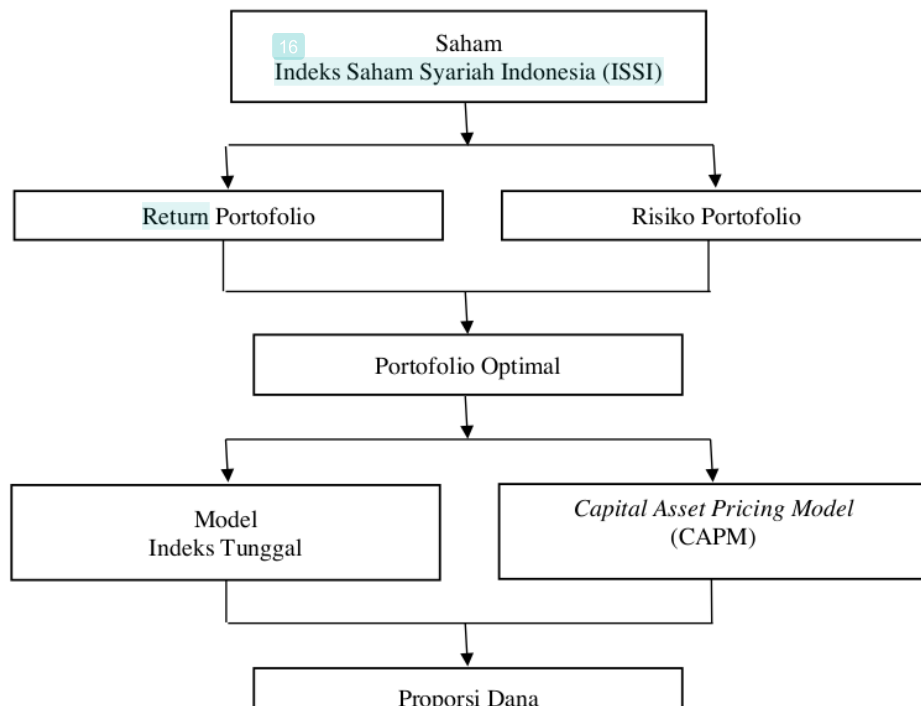 16
Saham
Indeks Saham Syariah Indonesia (ISSI)
Return Portofolio
Risiko Portofolio
Portofolio Optimal
Model
Indeks Tunggal
Capital Asset Pricing Model
(CAPM)
Proporsi Dana